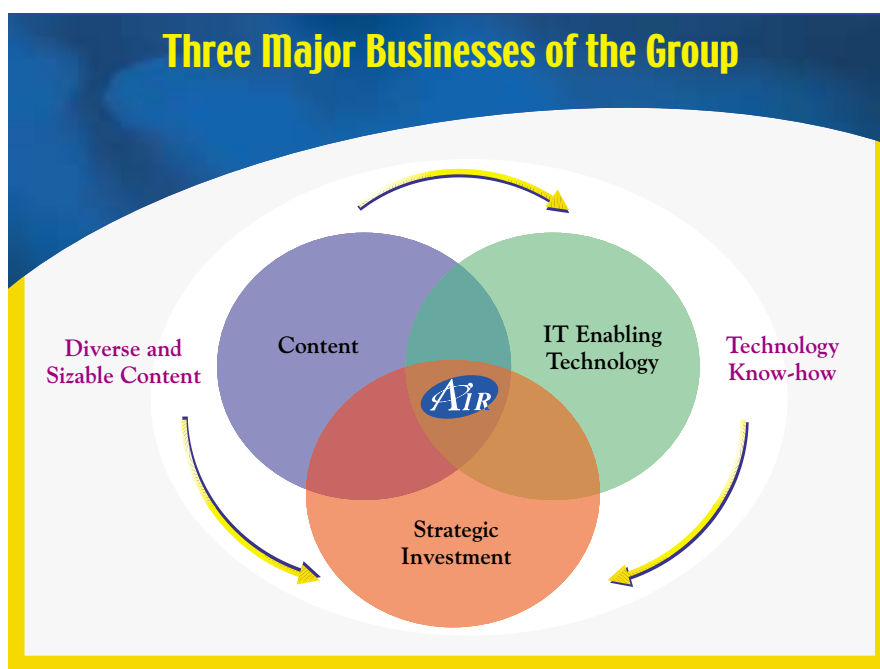 Three Major Businesses of the Group
Content
IT Enabling
Technology
Diverse and
Sizable Content
Technology
Know-how
AIR
Strategic
Investment